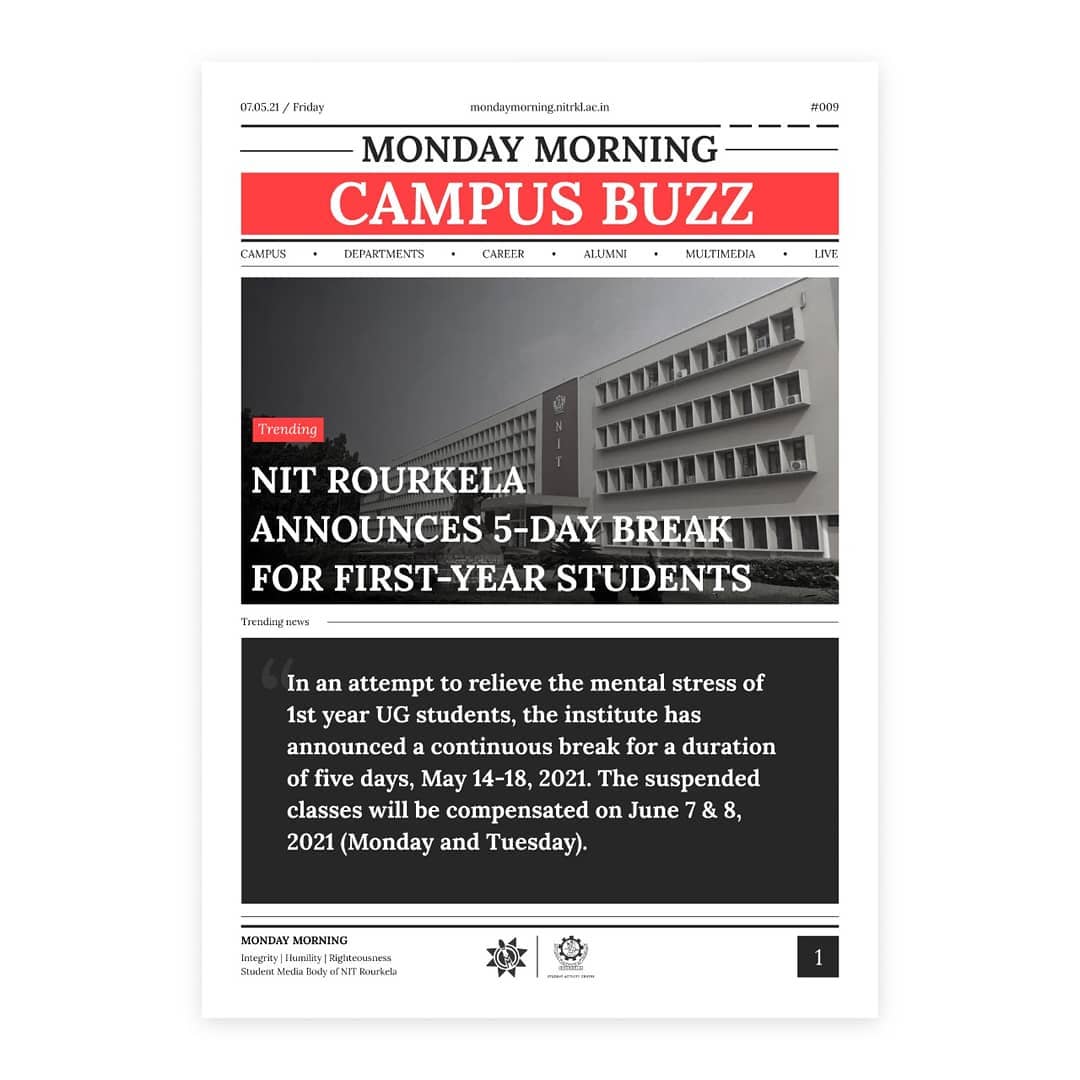 07.05.21 / Friday mondaymorning.nitrkl.ac.in #009
MONDAY MORNING
CAMPUS BUZZ
CAMPUS • DEPARTMENTS • CAREER • ALUMNI • MULTIMEDIA • LIVE
N
I
T
Trending
NIT ROURKELA
ANNOUNCES 5-DAY BREAK
FOR FIRST-YEAR STUDENTS
Trending news
“In an attempt to relieve the mental stress of
1st year UG students, the institute has
announced a continuous break for a duration
of five days, May 14-18, 2021. The suspended
classes will be compensated on June 7 & 8,
2021 (Monday and Tuesday).
MONDAY MORNING
Integrity | Humility | Righteousness
Student Media Body of NIT Rourkela
STUDENT ACTIVITY CENTRE
1